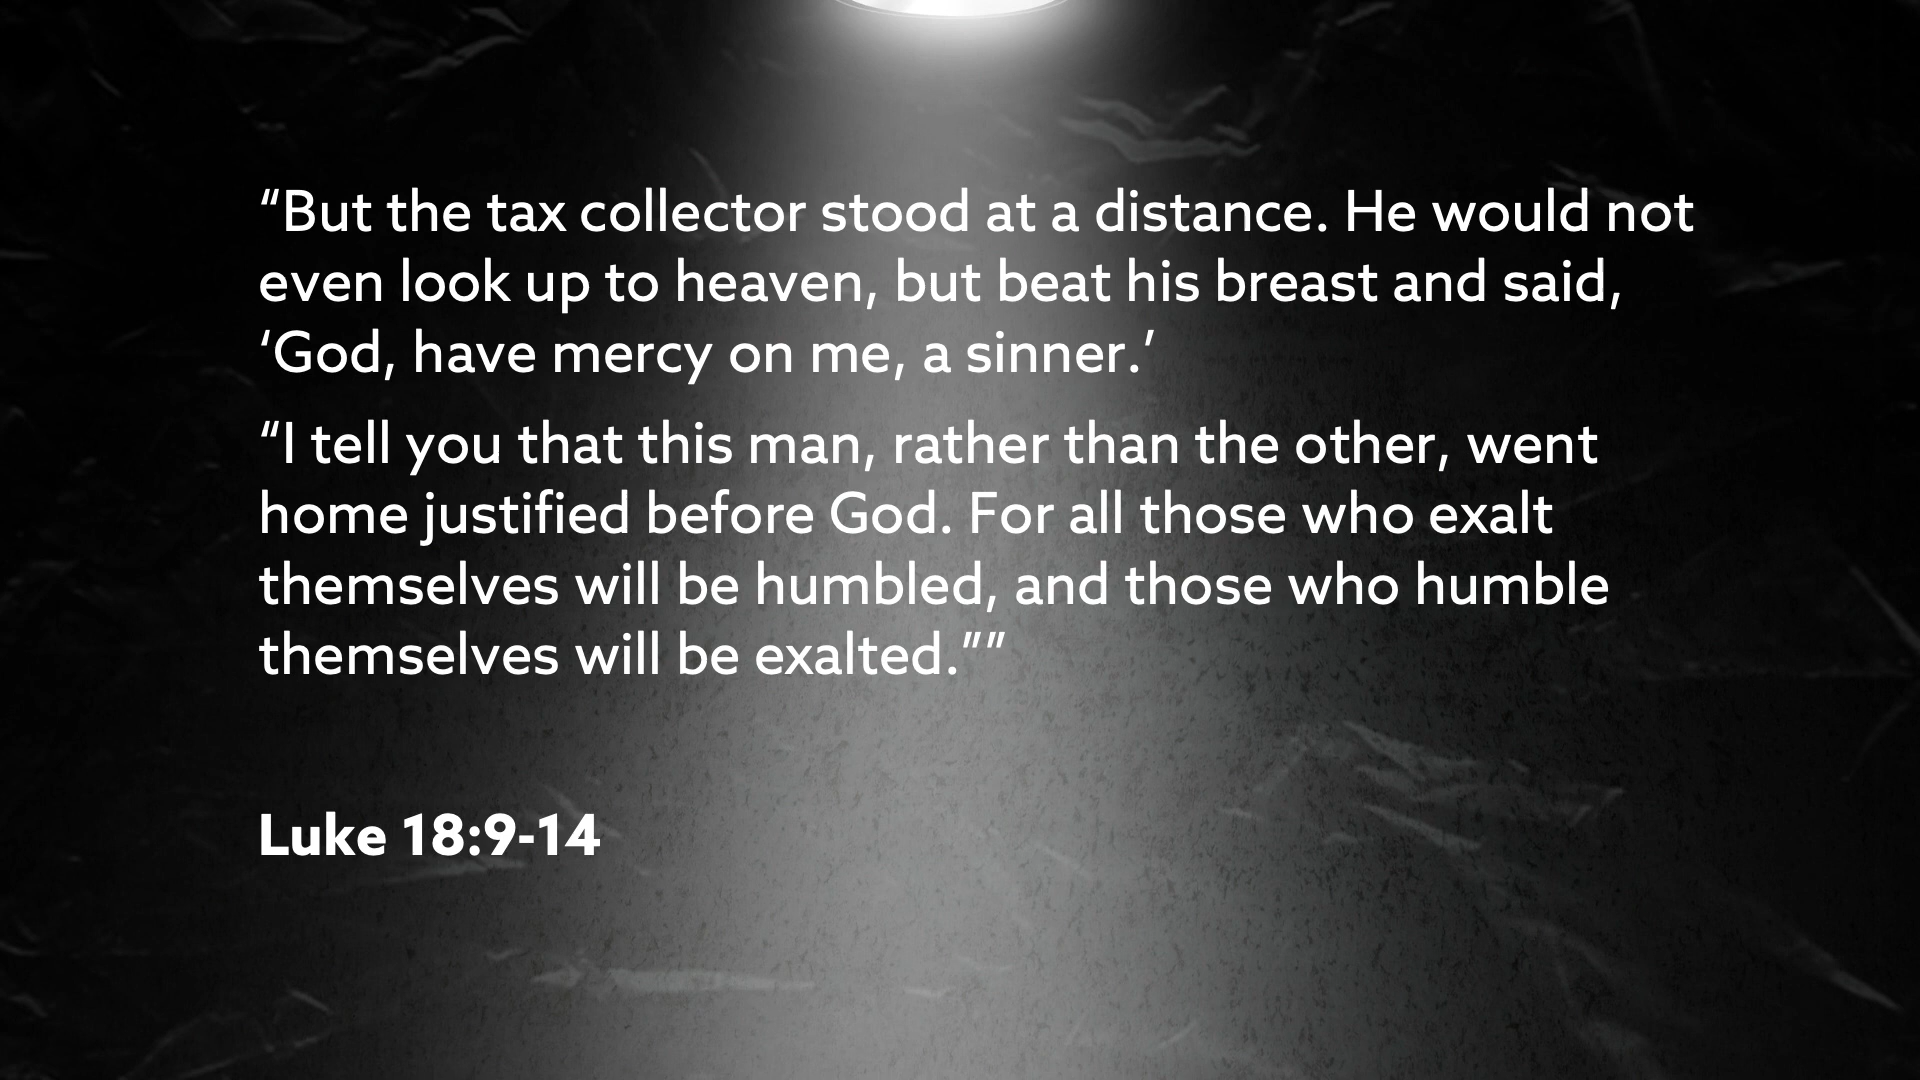 “But the tax collector stood at a distance. He would not
even look up to heaven, but beat his breast and said,
‘God, have mercy on me, a sinner.’
“I tell you that this man, rather than the other, went
home justified before God. For all those who exalt
themselves will be humbled, and those who humble
themselves will be exalted.””
Luke 18:9-14